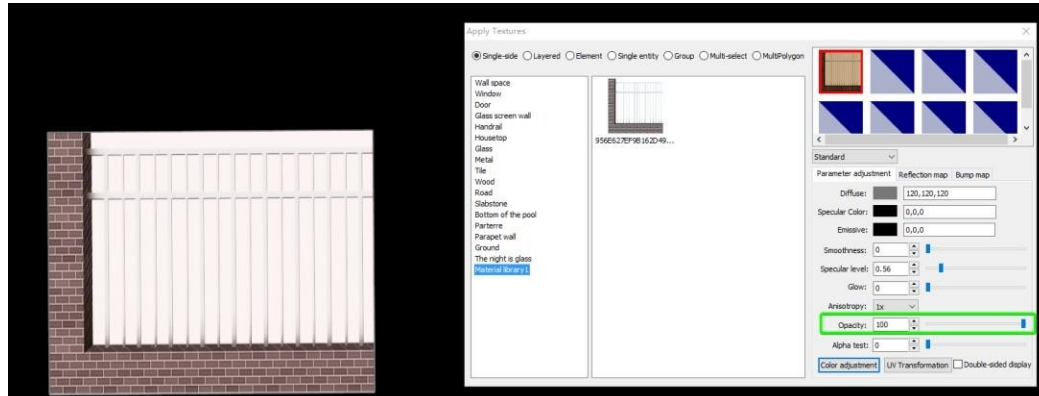 Apply Textures
Single-side Layered Element Single entity Group Multi-select MultiPolygon
Wall space
Window
Door
Glass screen wall
Handrail
Housetop
Glass
Metal
Tile
Wood
Road
Slabstone
Bottom of the pool
Parterre
Parapet wall
Ground
The night is glass
Material library1
956E627EF9B162D49...
Standard
Parameter adjustment Reflection map Bump map
Diffuse: 120,120,120
Specular Color: 0,0,0
Emissive: 0,0,0
Smoothness: 0
Specular level: 0.56
Glow: 0
Anisotropy: 1x
Opacity: 100
Alpha test: 0
Color adjustment UV Transformation Double-sided display